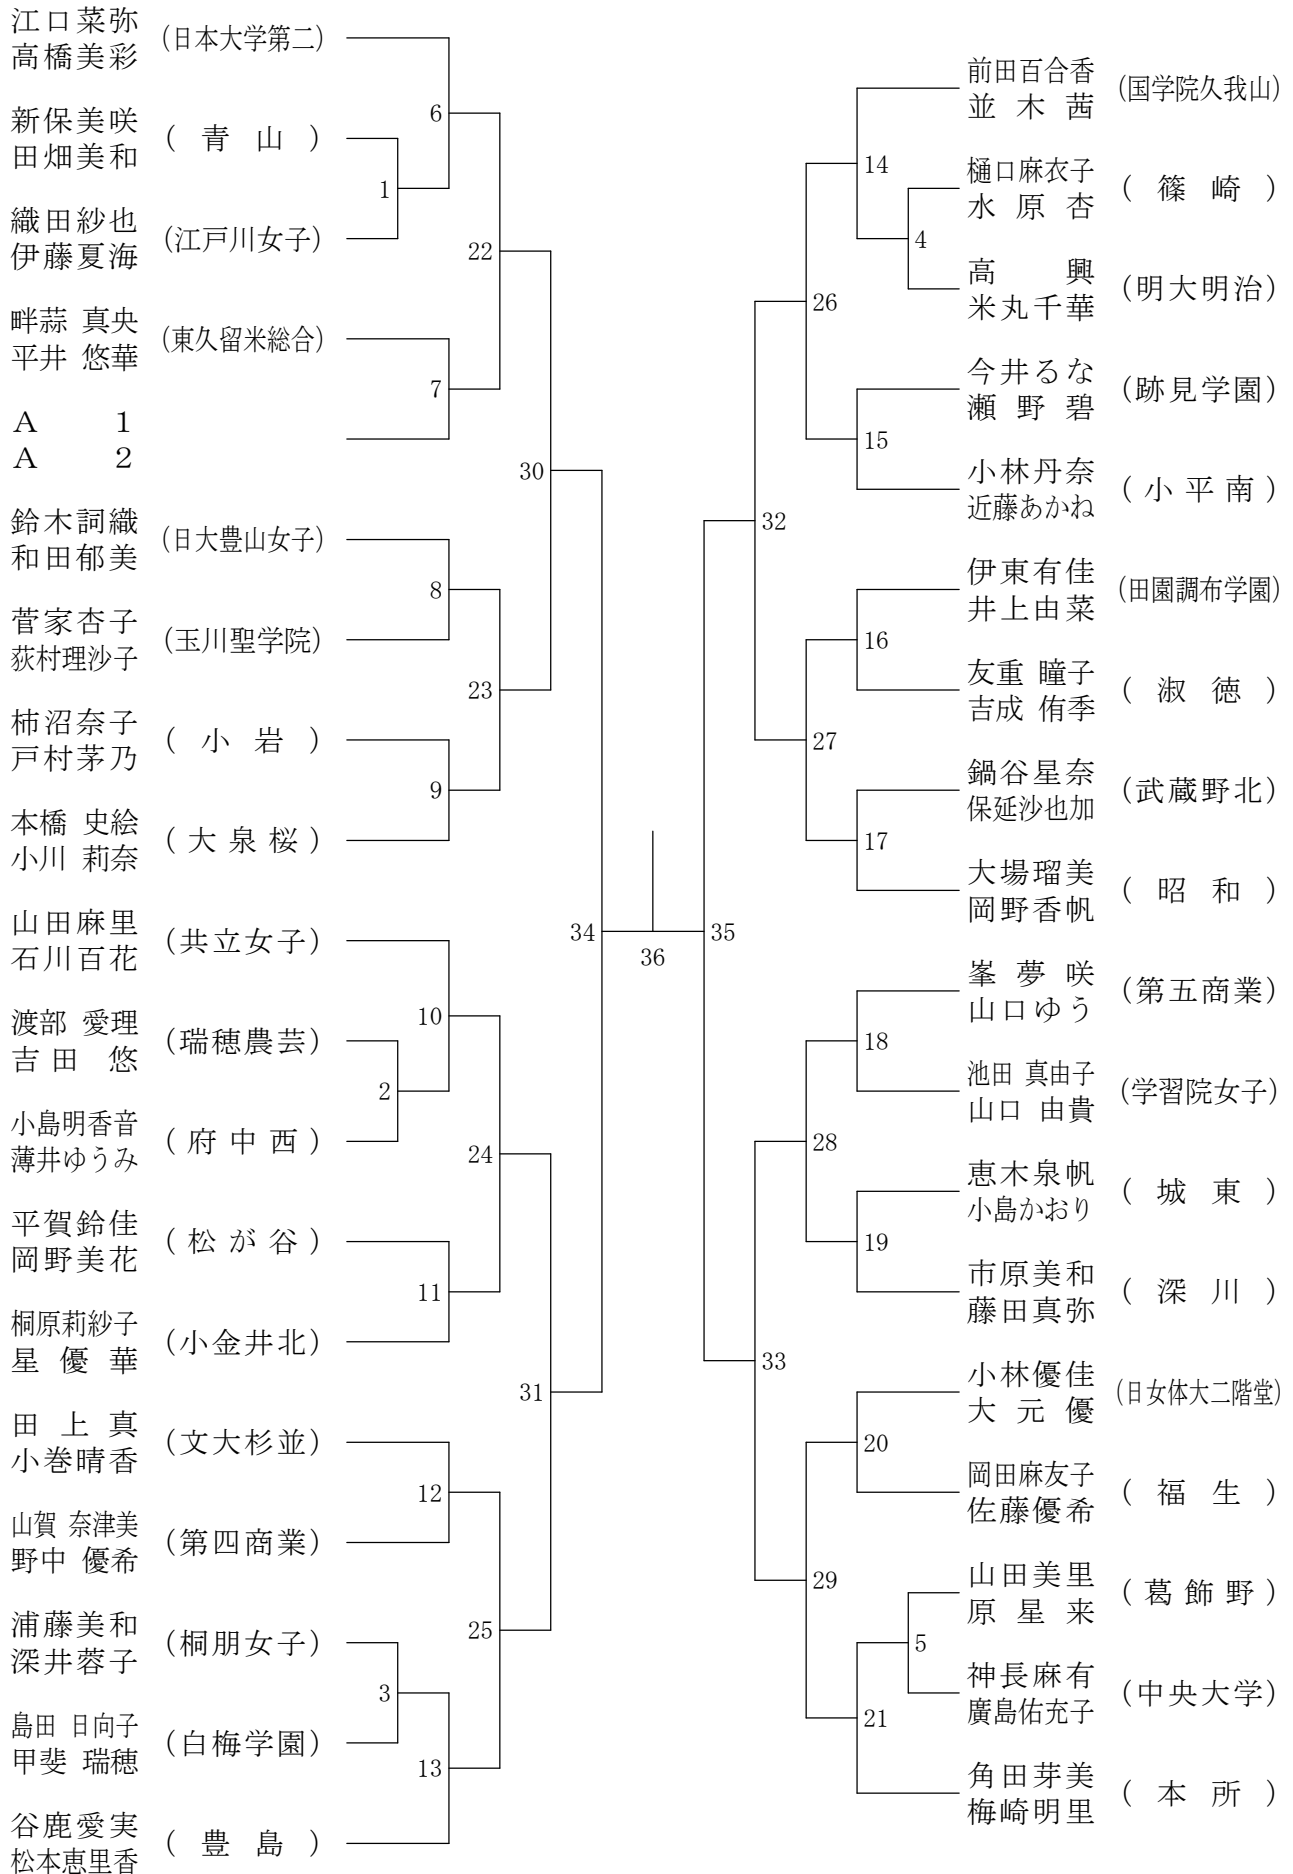 江口菜弥
高橋美彩
(日本大学第二)
新保美咲
田畑美和
(青山)
織田紗也
伊藤夏海
(江戸川女子)
畔蒜 真央
平井 悠華
(東久留米総合)
A 1
A 2
鈴木詞織
和田郁美
(日大豊山女子)
菅家杏子
荻村理沙子
(玉川聖学院)
柿沼奈子
戸村茅乃
(小岩)
本橋 史絵
小川 莉奈
(大泉桜)
山田麻里
石川百花
(共立女子)
渡部 愛理
吉田 悠
(瑞穂農芸)
小島明香音
薄井ゆうみ
(府中西)
平賀鈴佳
岡野美花
(松が谷)
桐原莉紗子
星優華
(小金井北)
田上真
小巻晴香
(文大杉並)
山賀 奈津美
野中 優希
(第四商業)
浦藤美和
深井蓉子
(桐朋女子)
島田 日向子
甲斐 瑞穂
(白梅学園)
谷鹿愛実
松本恵里香
(豊島)
6
1
22
7
30
8
23
9
34
10
2
24
11
31
12
25
3
13
36
35
14
4
26
15
32
16
27
17
18
28
19
33
20
29
5
21
前田百合香
並木茜
(国学院久我山)
樋口麻衣子
水原杏
(篠崎)
高興
米丸千華
(明大明治)
今井るな
瀬野碧
(跡見学園)
小林丹奈
近藤あかね
(小平南)
伊東有佳
井上由菜
(田園調布学園)
友重 瞳子
吉成 侑季
(淑徳)
鍋谷星奈
保延沙也加
(武蔵野北)
大場瑠美
岡野香帆
(昭和)
峯夢咲
山口ゆう
(第五商業)
池田 真由子
山口 由貴
(学習院女子)
恵木泉帆
小島かおり
(城東)
市原美和
藤田真弥
(深川)
小林優佳
大元優
(日女体大二階堂)
岡田麻友子
佐藤優希
(福生)
山田美里
原星来
(葛飾野)
神長麻有
廣島佑充子
(中央大学)
角田芽美
梅崎明里
(本所)